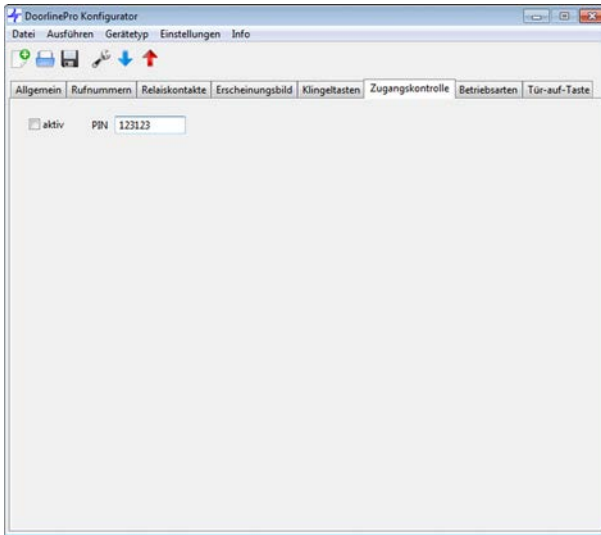 DoorlinePro Konfigurator
Datei Ausführen Gerätetyp Einstellungen Info
Allgemein Rufnummern Relaiskontakte Erscheinungsbild Klingeltasten Zugangskontrolle Betriebsarten Tür-auf-Taste
aktiv PIN 123123